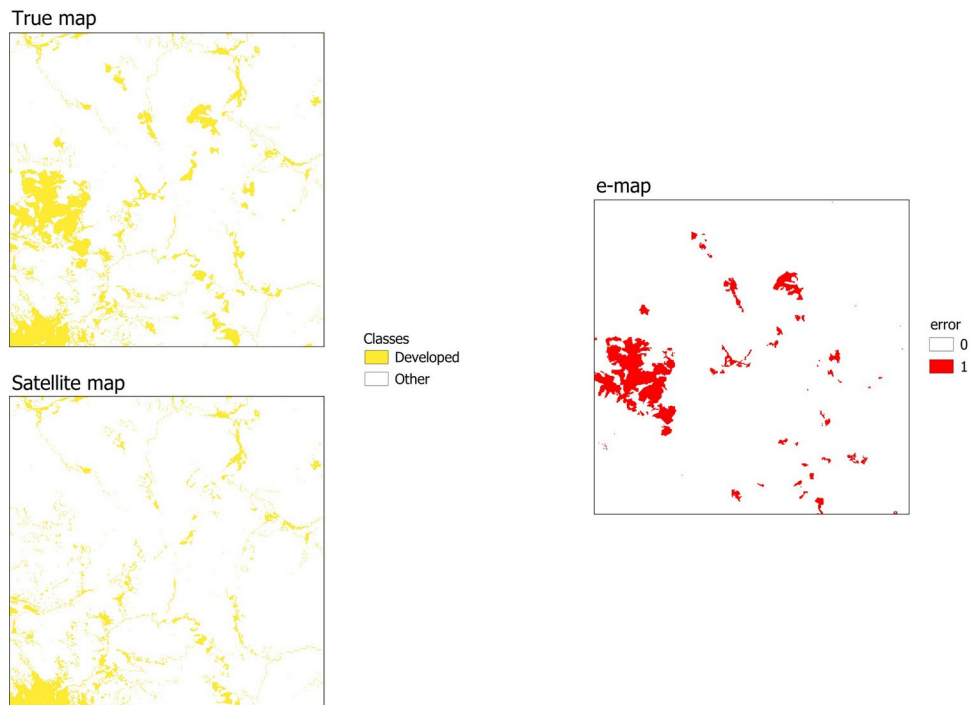 True map
Satellite map
Classes
Developed
Other
e-map
error
0
1